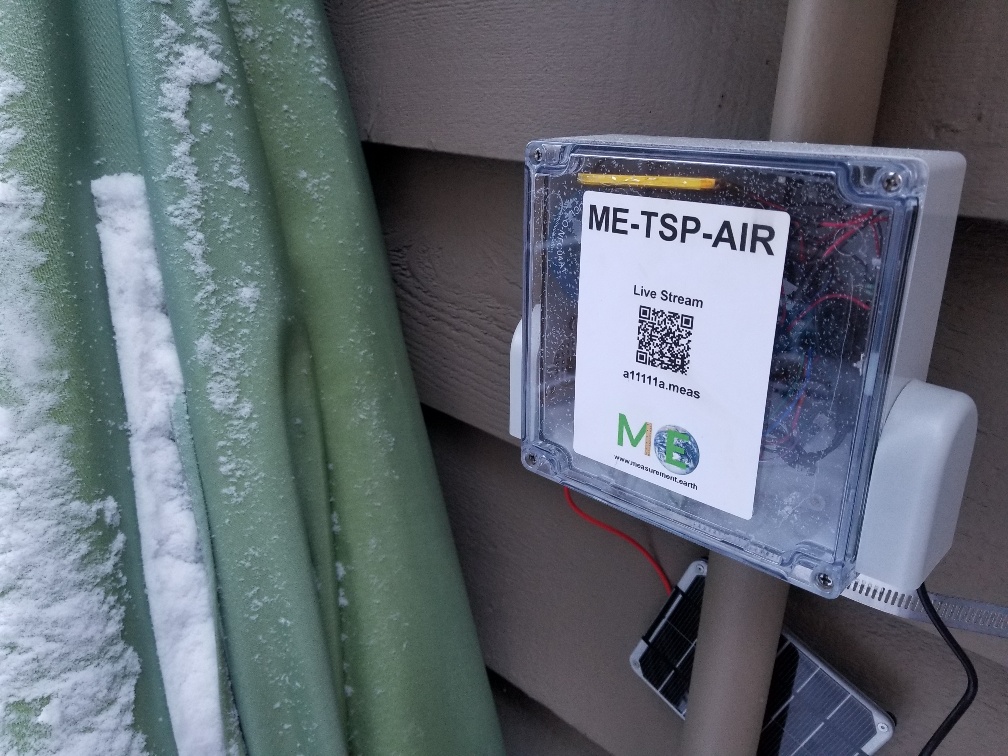 ME-TSP-AIR
Live Stream
a11111a.meas
ME
www.measurement.earth